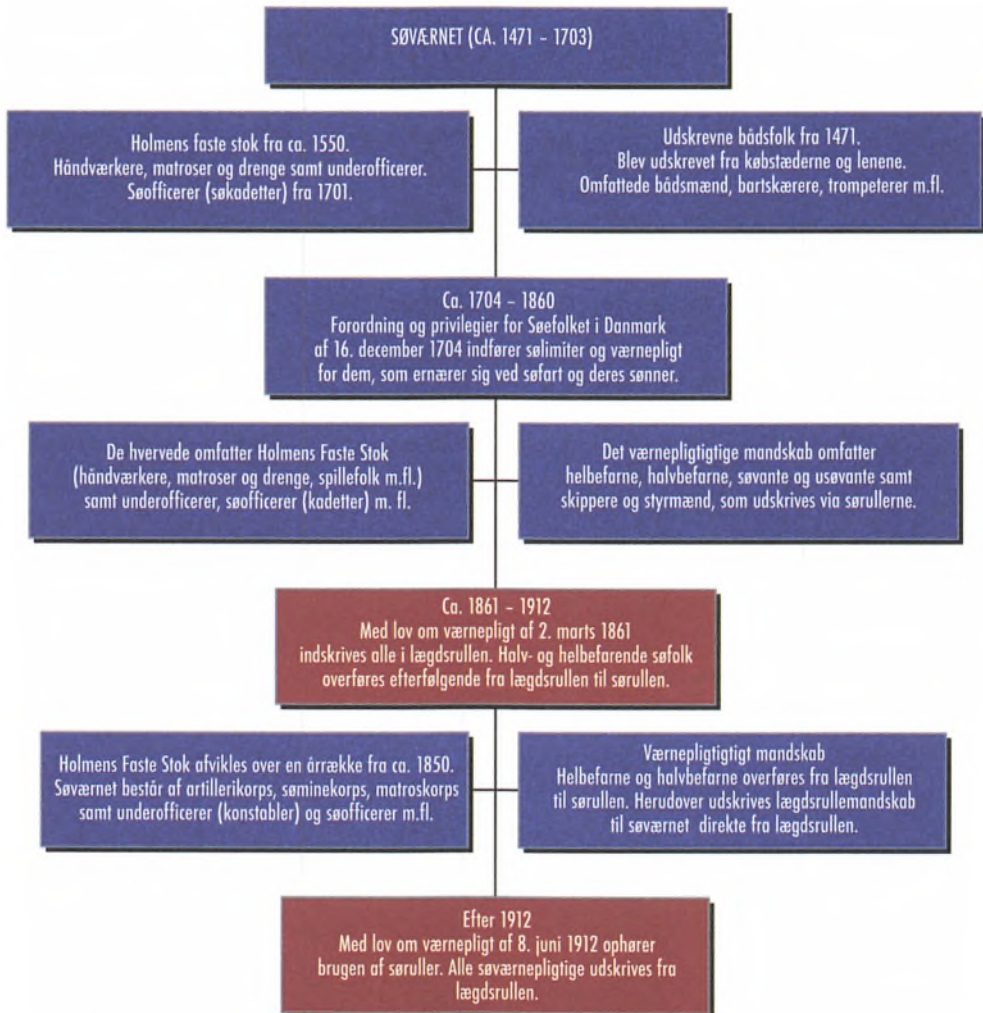 SØVÆRNET (CA. 1471 – 1703)
Holmens faste stok fra ca. 1550.
Håndværkere, matroser og drenge samt underofficerer.
Søofficerer (søkadetter) fra 1701.
Udskrevne bådsfolk fra 1471.
Blev udskrevet fra købstæderne og lenene.
Omfattede bådsmænd, bartskærere, trompeterer m.fl.
Ca. 1704 – 1860
Forordning og privilegier for Søefolket i Danmark
af 16. december 1704 indfører sølimiter og værnepligt
for dem, som ernærer sig ved søfart og deres sønner.
De hvervede omfatter Holmens Faste Stok
(håndværkere, matroser og drenge, spillefolk m.fl.)
samt underofficerer, søofficerer (kadetter) m. fl.
Det værnepligtigtige mandskab omfatter
helbefarne, halvbefarne, søvante og usøvante samt
skippere og styrmænd, som udskrives via sørullerne.
Ca. 1861 – 1912
Med lov om værnepligt af 2. marts 1861
indskrives alle i lægdsrullen. Halv- og helbefarende søfolk
overføres efterfølgende fra lægdsrullen til sørullen.
Holmens Faste Stok afvikles over en årrække fra ca. 1850.
Søværnet består af artillerikorps, søminekorps, matroskorps
samt underofficerer (konstabler) og søofficerer m.fl.
Værnepligtigtigt mandskab
Helbefarne og halvbefarne overføres fra lægdsrullen
til sørullen. Herudover udskrives lægdsrullemandskab
til søværnet direkte fra lægdsrullen.
Efter 1912
Med lov om værnepligt af 8. juni 1912 ophører
brugen af søruller. Alle søværnepligtige udskrives fra
lægdsrullen.